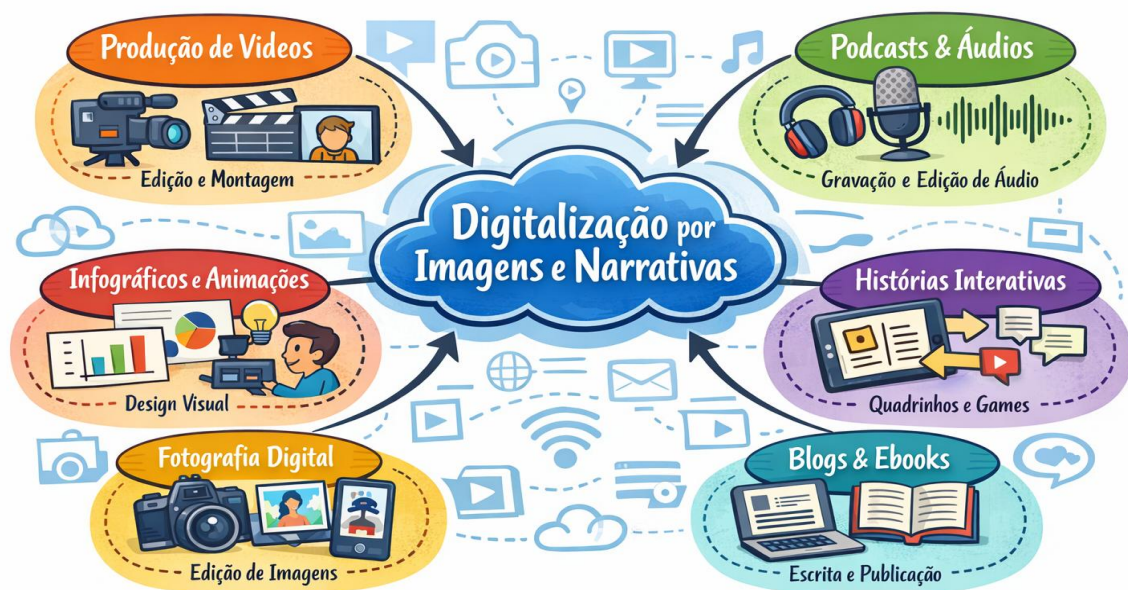 Produção de Videos
Edição e Montagem
Podcasts & Áudios
Gravação e Edição de Áudio
Digitalização por
Imagens e Narrativas
Infográficos e Animações
Design Visual
Histórias Interativas
Quadrinhos e Games
Fotografia Digital
Edição de Imagens
Blogs & Ebooks
Escrita e Publicação